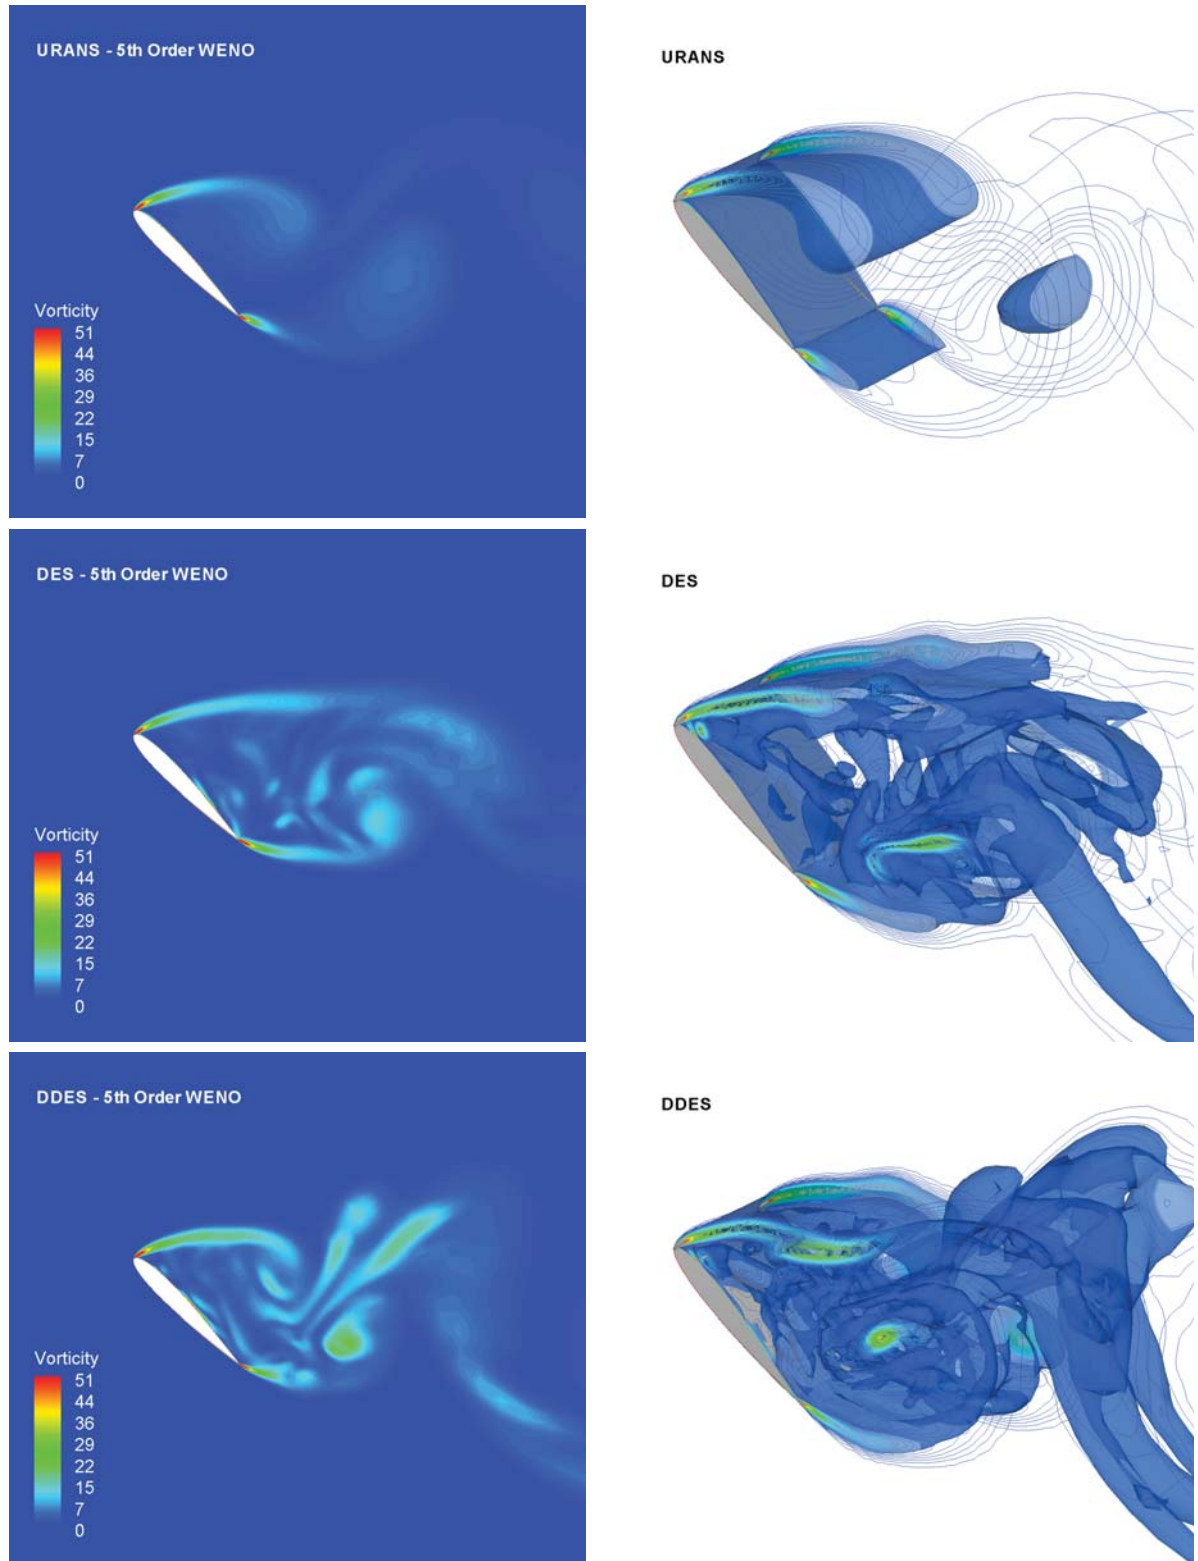 URANS - 5th Order WENO
Vorticity
51
44
36
29
22
15
7
0
URANS
DES - 5th Order WENO
Vorticity
51
44
36
29
22
15
7
0
DES
DDES - 5th Order WENO
Vorticity
51
44
36
29
22
15
7
0
DDES